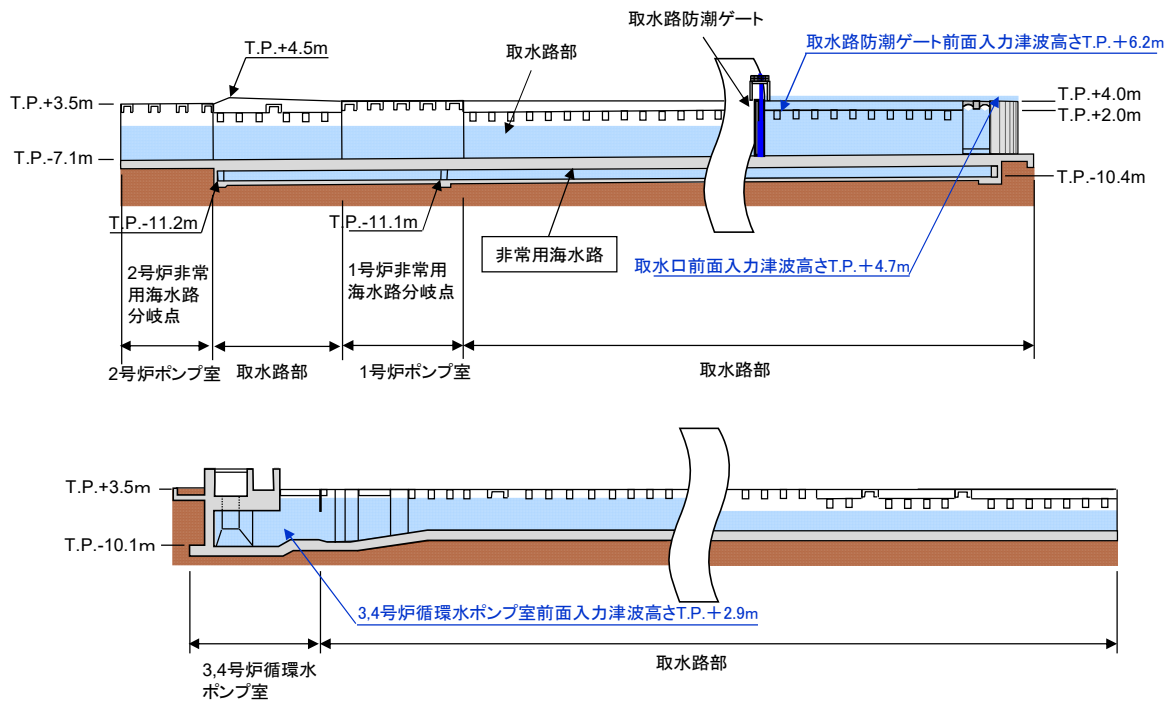 取水路防潮ゲート
T.P.+4.5m
取水路部
取水路防潮ゲート前面入力津波高さT.P.+6.2m
T.P.+3.5m
T.P.+4.0m
T.P.+2.0m
T.P.-7.1m
T.P.-10.4m
T.P.-11.2m
T.P.-11.1m
非常用海水路
取水口前面入力津波高さT.P.+4.7m
2号炉非常
用海水路
分岐点
1号炉非常用
海水路分岐点
2号炉ポンプ室
取水路部
1号炉ポンプ室
取水路部
T.P.+3.5m
T.P.-10.1m
3,4号炉循環水ポンプ室前面入力津波高さT.P.+2.9m
3,4号炉循環水
ポンプ室
取水路部